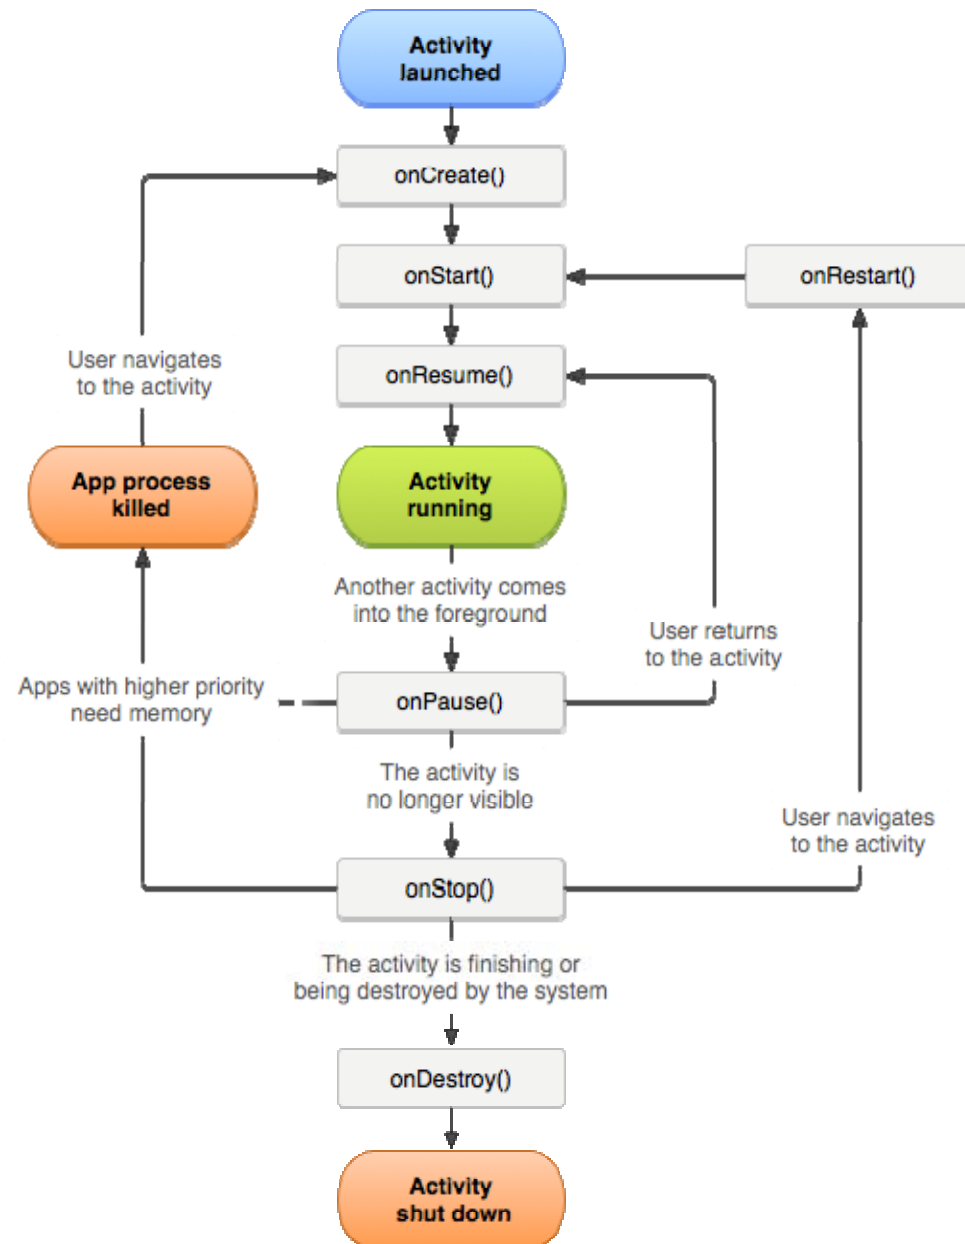 Activity
launched
onCreate()
onStart()
onRestart()
onResume()
User navigates
to the activity
App process
killed
Activity
running
Another activity comes
into the foreground
User returns
to the activity
Apps with higher priority
need memory
onPause()
The activity is
no longer visible
User navigates
to the activity
onStop()
The activity is finishing or
being destroyed by the system
onDestroy()
Activity
shut down